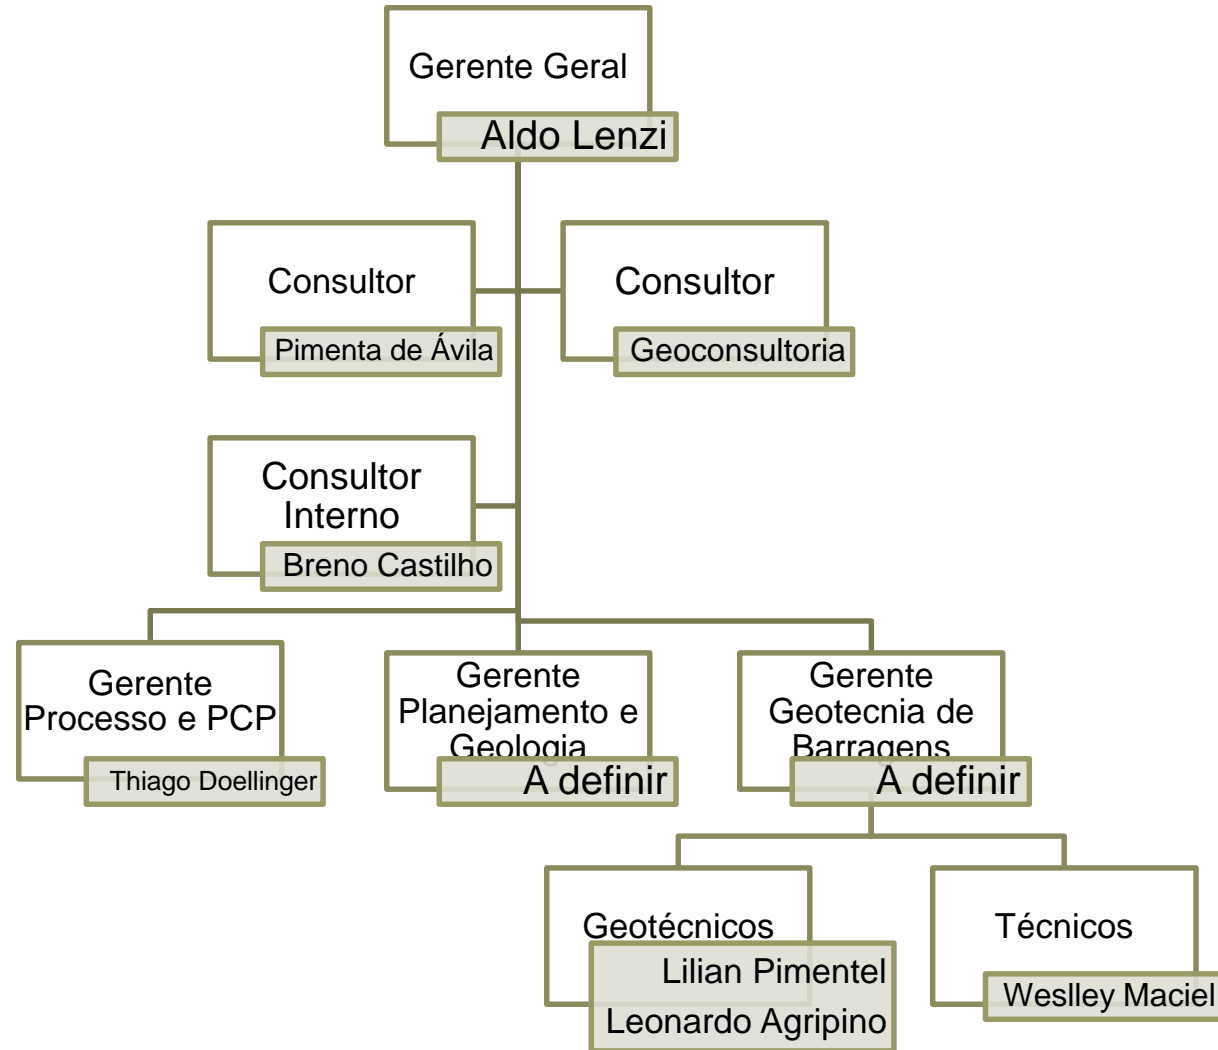 Gerente Geral
Aldo Lenzi
Consultor
Pimenta de Ávila
Consultor
Geoconsultoria
Consultor
Interno
Breno Castilho
Gerente
Processo e PCP
Thiago Doellinger
Gerente
Planejamento e
Geologia
A definir
Gerente
Geotecnia de
Barragens
A definir
Geotécnicos
Lilian Pimentel
Leonardo Agripino
Técnicos
Weslley Maciel